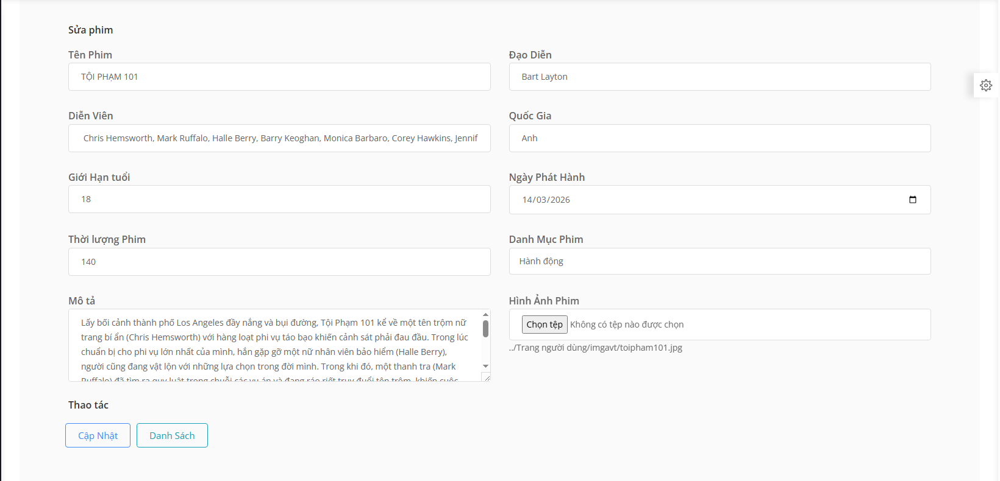 Sửa phim
Tên Phim
TỘI PHẠM 101
Đạo Diễn
Bart Layton
Diễn Viên
Chris Hemsworth, Mark Ruffalo, Halle Berry, Barry Keoghan, Monica Barbaro, Corey Hawkins, Jennif
Quốc Gia
Anh
Giới Hạn tuổi
18
Ngày Phát Hành
14/03/2026
Thời lượng Phim
140
Danh Mục Phim
Hành động
Mô tả
Lấy bối cảnh thành phố Los Angeles đầy nắng và bụi đường, Tội Phạm 101 kể về một tên trộm nữ
trang bí ẩn (Chris Hemsworth) với hàng loạt phi vụ táo bạo khiến cảnh sát phải đau đầu. Trong lúc
chuẩn bị cho phi vụ lớn nhất của mình, hắn gặp gỡ một nữ nhân viên bảo hiểm (Halle Berry),
người cũng đang vật lộn với những lựa chọn trong đời mình. Trong khi đó, một thanh tra (Mark
Ruffalo) đã tìm ra quy luật trong chuỗi các vụ án và đang ráo riết truy đuổi tên trộm, khiến cuộc
Hình Ảnh Phim
Chọn tệp Không có tệp nào được chọn
../Trang người dùng/imgavt/toipham101.jpg
Thao tác
Cập Nhật
Danh Sách